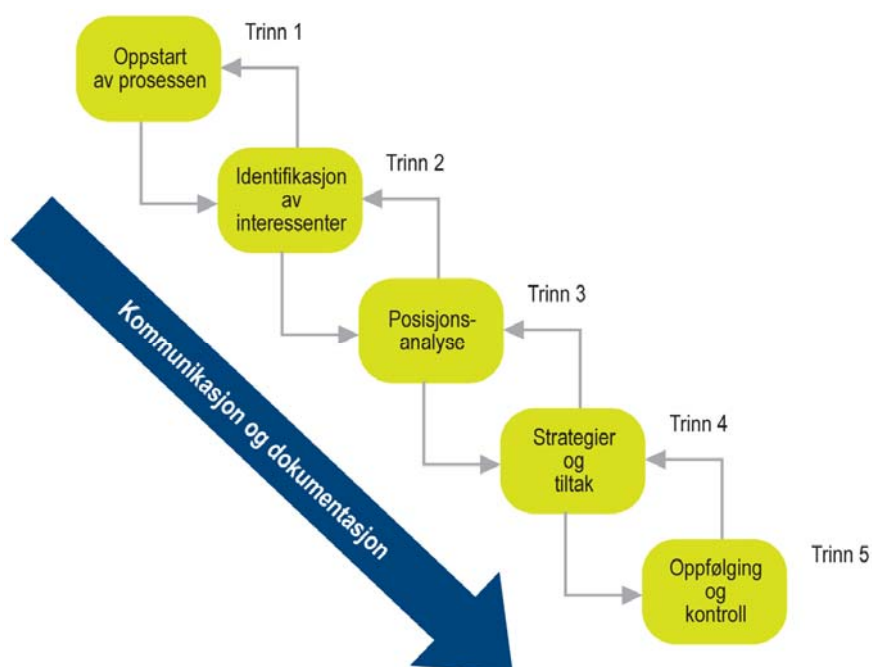 Trinn 1
Oppstart
av prosessen
Trinn 2
Identifikasjon
av
interessenter
Trinn 3
Posisjons-
analyse
Trinn 4
Strategier
og
tiltak
Trinn 5
Oppfølging
og
kontroll
Kommunikasjon og dokumentasjon